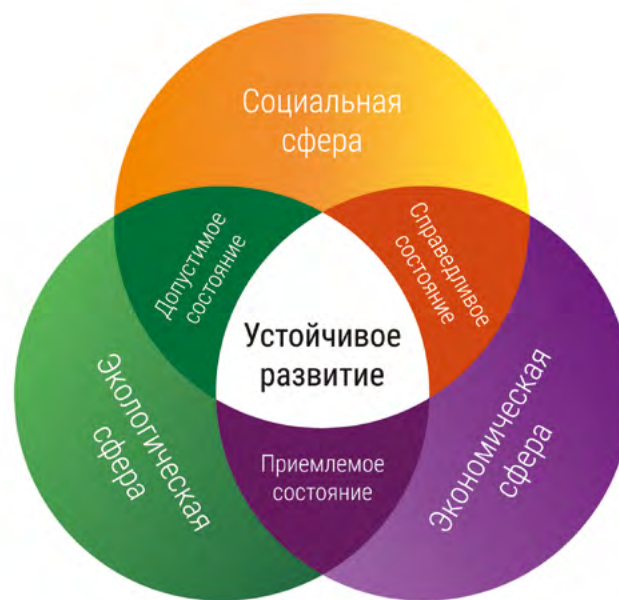 Социальная
сфера
Допустимое
состояние
Справедливое
состояние
Устойчивое
развитие
Экологическая
сфера
Экономическая
сфера
Приемлемое
состояние